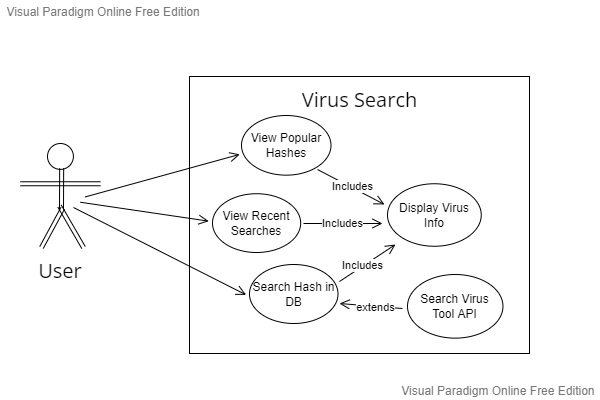 Visual Paradigm Online Free Edition
Virus Search
View Popular
Hashes
Includes
Display Virus
Info
View Recent
Searches
Includes
User
Includes
Search Hash in
DB
extends
Search Virus
Tool API
Visual Paradigm Online Free Edition